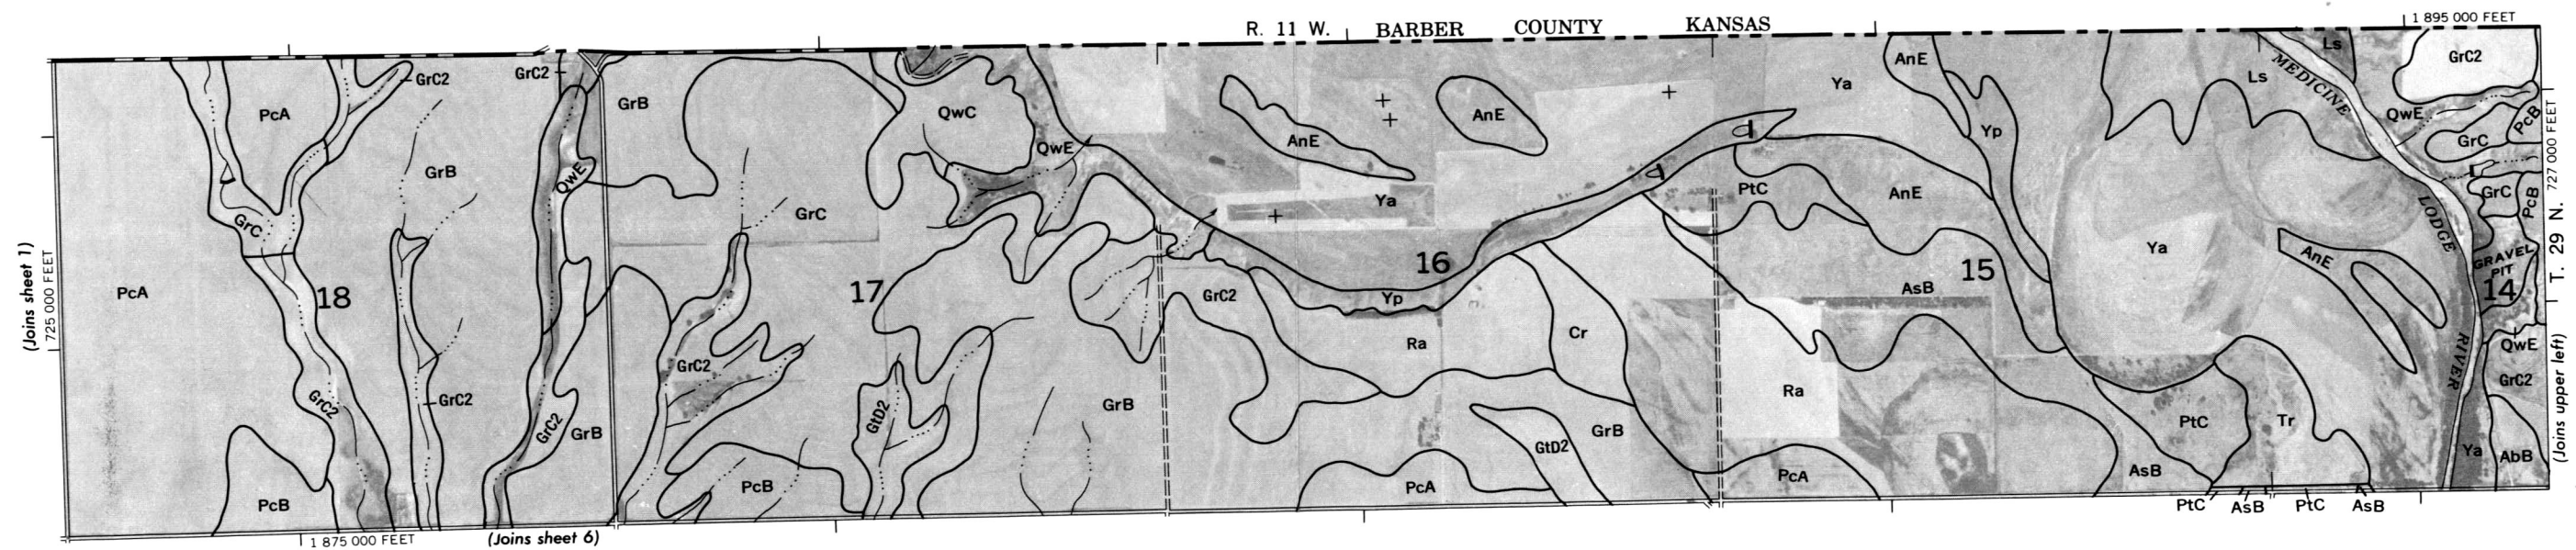 R. 11 W. BARBER COUNTY KANSAS
1 895 000 FEET
GrC2 GrC2 AnE Ls GrC2
PcA GrB QwC AnE AnE Ya Ls MEDICINE
QwE PcB
GrB QwE QwE Yp GrC
727 000 FEET
GrC GrC Ya PtC AnE LODGE GrC PcB
T. 29 N.
(Joins sheet 1)
725 000 FEET
PcA 18 17 16 15 Ya AnE GRAVEL
PIT
14
GrC2 Yp AsB
GrC2 Ra Cr RIVER QwE
GrC2 GrC2 GrC2 GrB GtD2 GrB Ra PtC Tr GrC2
(Joins upper left)
GrB GtD2 Ya AbB
PcB PcB PcA PcA AsB
PtC AsB PtC AsB
1 875 000 FEET (Joins sheet 6)